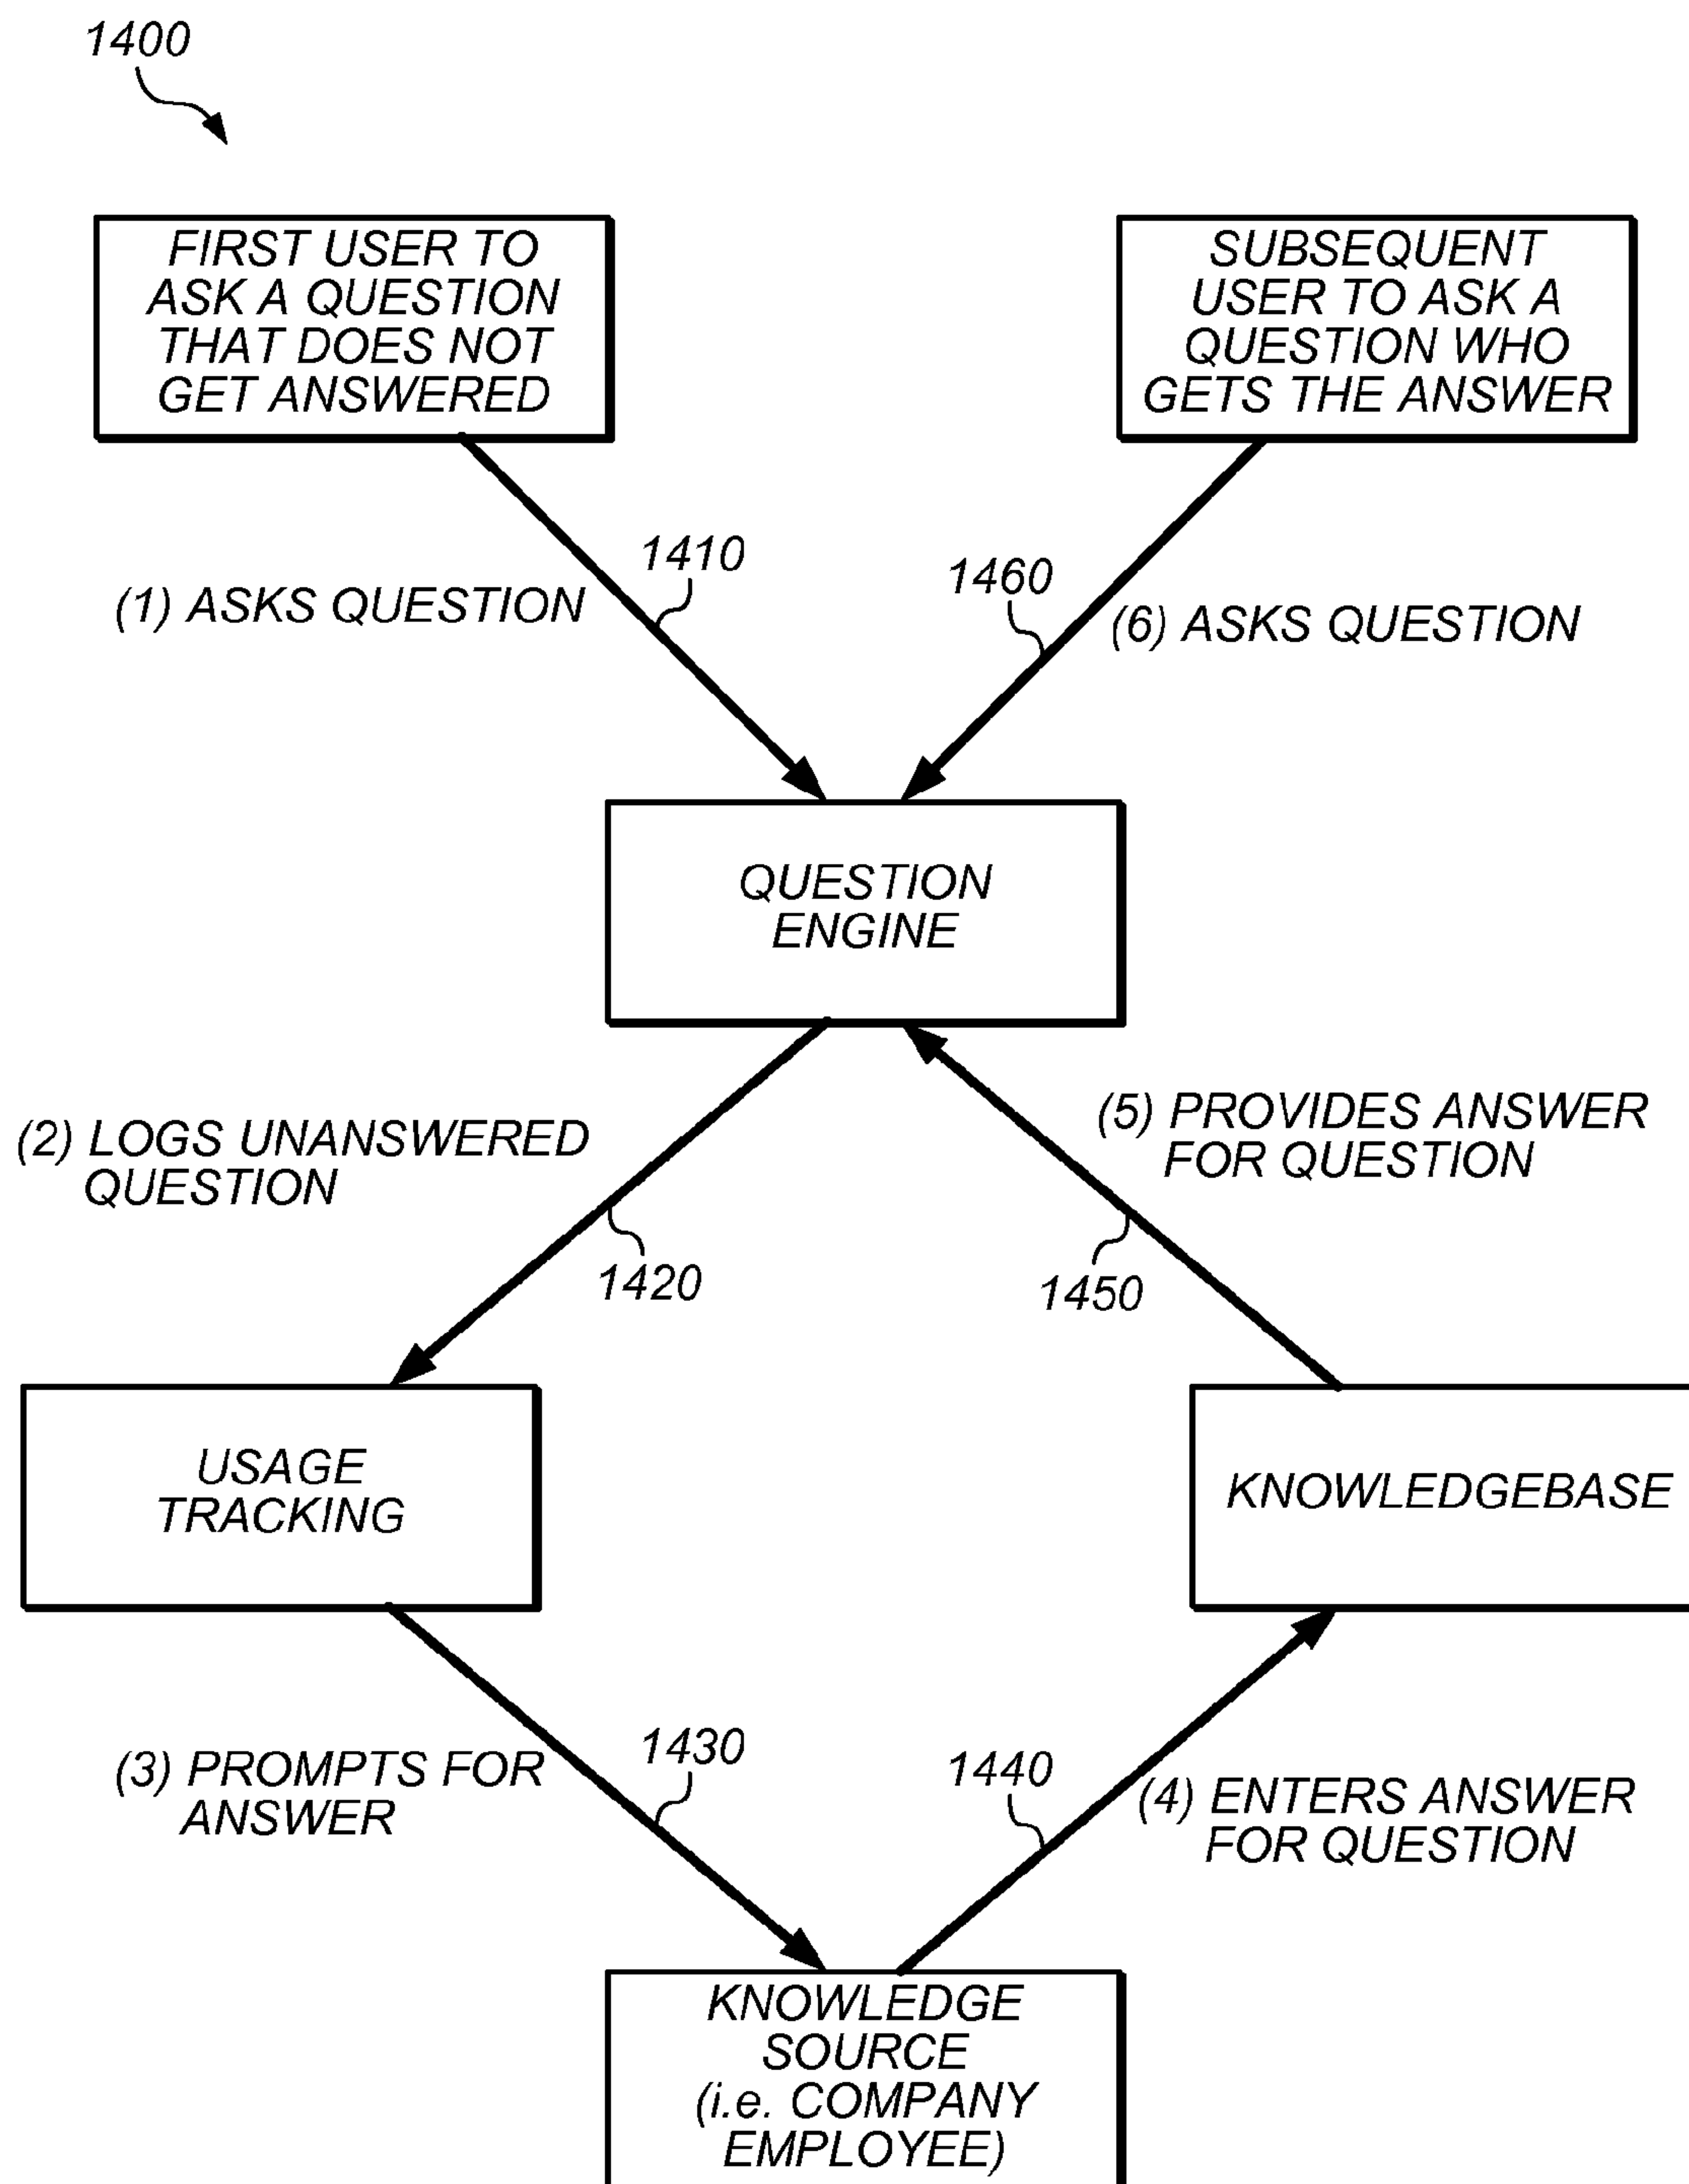 1400
FIRST USER TO
ASK A QUESTION
THAT DOES NOT
GET ANSWERED
SUBSEQUENT
USER TO ASK A
QUESTION WHO
GETS THE ANSWER
1410
1460
(1) ASKS QUESTION
(6) ASKS QUESTION
QUESTION
ENGINE
(2) LOGS UNANSWERED
QUESTION
(5) PROVIDES ANSWER
FOR QUESTION
1420
1450
USAGE
TRACKING
KNOWLEDGEBASE
1430
1440
(3) PROMPTS FOR
ANSWER
(4) ENTERS ANSWER
FOR QUESTION
KNOWLEDGE
SOURCE
(i.e. COMPANY
EMPLOYEE)